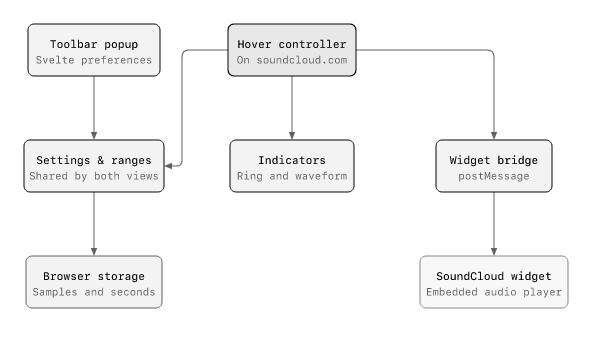 Toolbar popup
Svelte preferences
Hover controller
On soundcloud.com
Settings & ranges
Shared by both views
Indicators
Ring and waveform
Widget bridge
postMessage
Browser storage
Samples and seconds
SoundCloud widget
Embedded audio player